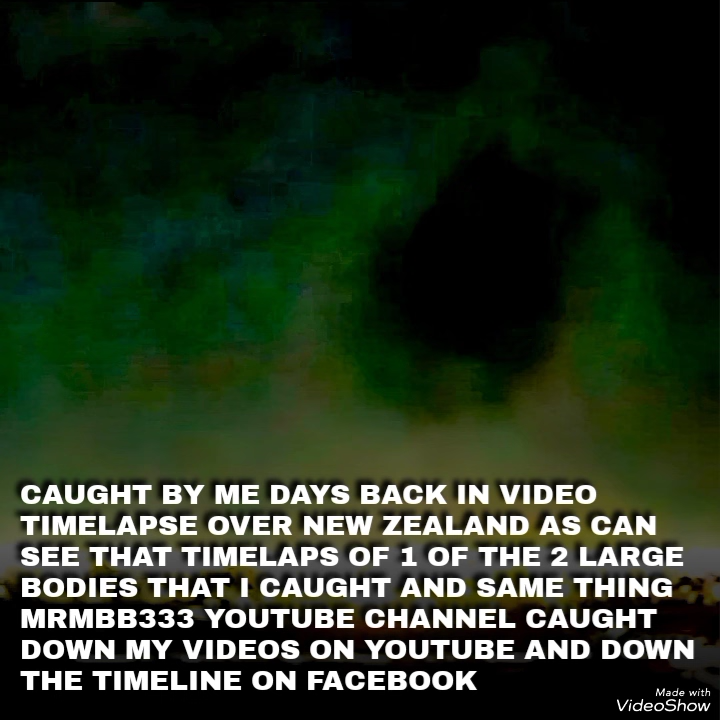 CAUGHT BY ME DAYS BACK IN VIDEO
TIMELAPSE OVER NEW ZEALAND AS CAN
SEE THAT TIMELAPS OF 1 OF THE 2 LARGE
BODIES THAT I CAUGHT AND SAME THING
MRMBB333 YOUTUBE CHANNEL CAUGHT
DOWN MY VIDEOS ON YOUTUBE AND DOWN
THE TIMELINE ON FACEBOOK
Made with
VideoShow